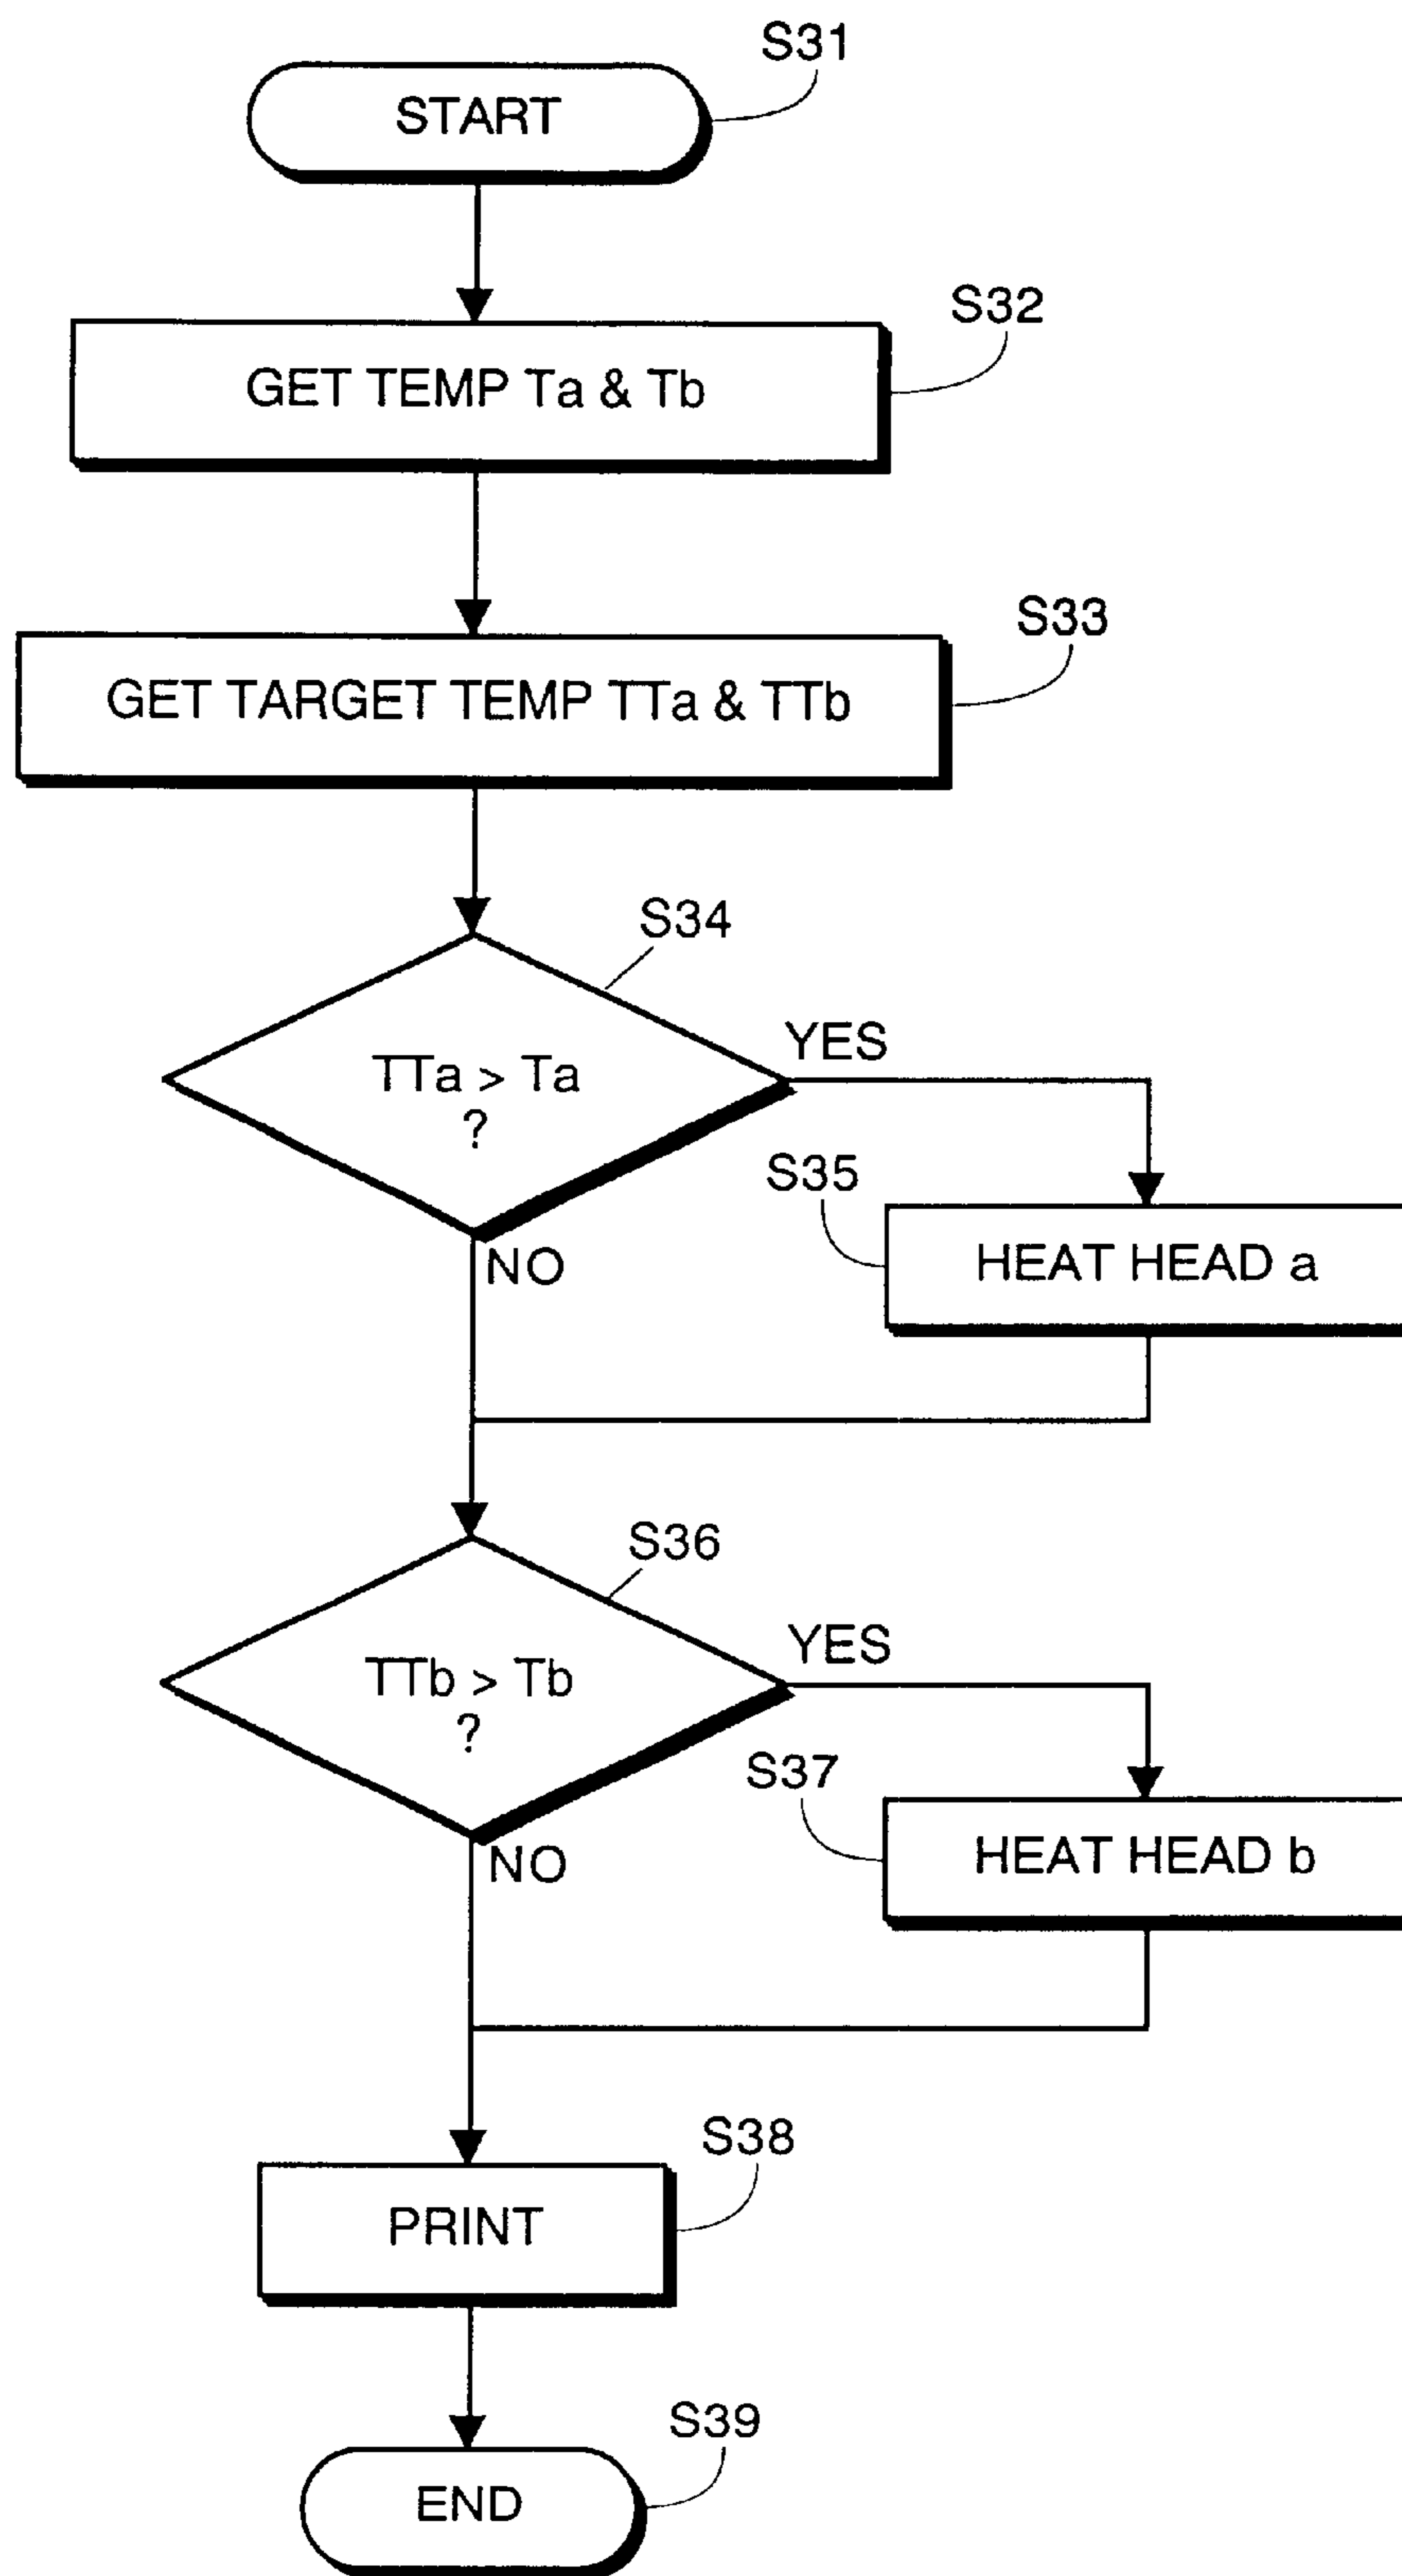 S31
START
S32
GET TEMP Ta & Tb
S33
GET TARGET TEMP TTa & TTb
S34
TTa > Ta
?
YES
S35
HEAT HEAD a
NO
S36
TTb > Tb
?
YES
S37
HEAT HEAD b
NO
S38
PRINT
S39
END